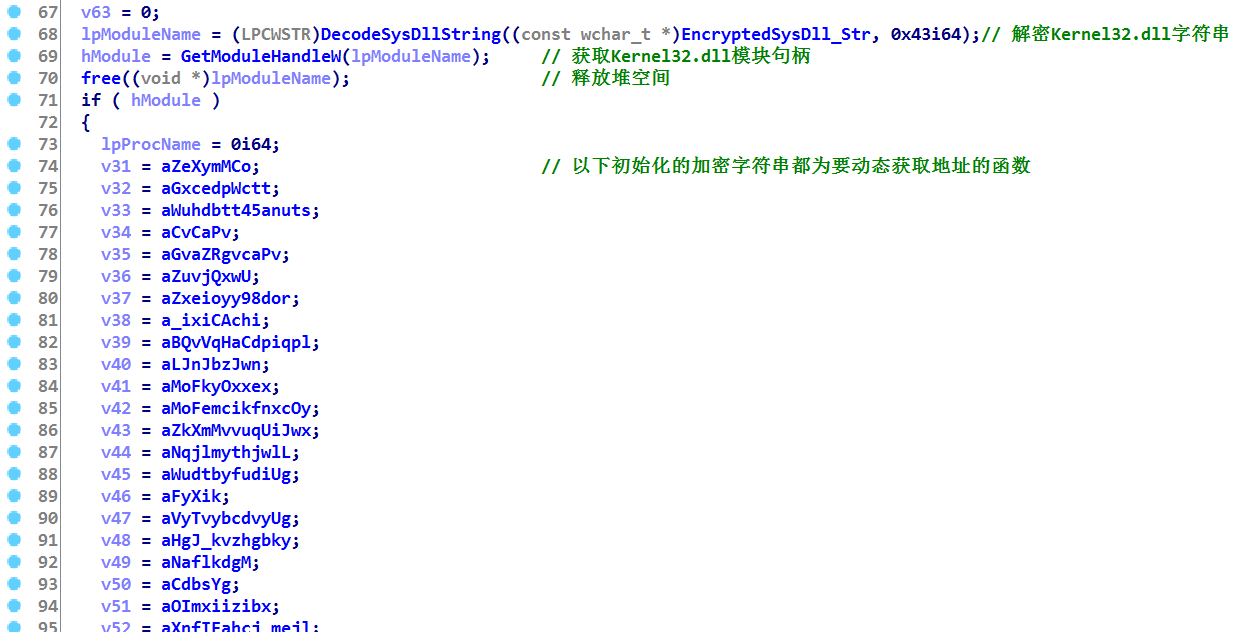 67 v63 = 0;
68 lpModuleName = (LPCWSTR)DecodeSysDllString((const wchar_t *)EncryptedSysDll_Str, 0x43i64);// 解密Kernel32.dll字符串
69 hModule = GetModuleHandleW(lpModuleName); // 获取Kernel32.dll模块句柄
70 free((void *)lpModuleName); // 释放堆空间
71 if ( hModule )
72 {
73 lpProcName = 0i64;
74 v31 = aZeXymMCo; // 以下初始化的加密字符串都为要动态获取地址的函数
75 v32 = aGxcedpWctt;
76 v33 = aWuhdbtt45anuts;
77 v34 = aCvCaPv;
78 v35 = aGvaZRgvcaPv;
79 v36 = aZuvjQxwU;
80 v37 = aZxeioyy98dor;
81 v38 = a_ixiCAchi;
82 v39 = aBQvVqHaCdpiqpl;
83 v40 = aLJnJbzJwn;
84 v41 = aMoFkyOxxex;
85 v42 = aMoFemcikfnxcOy;
86 v43 = aZkXmMvvuqUiJwx;
87 v44 = aNqjlmythjwlL;
88 v45 = aWudtbyfudiUg;
89 v46 = aFyXik;
90 v47 = aVyTvybcdvyUg;
91 v48 = aHgJ_kvzhgbky;
92 v49 = aNaflkdgM;
93 v50 = aCdbsYg;
94 v51 = aOImxiizibx;
95 v52 = aXnfIFahcj_meil;